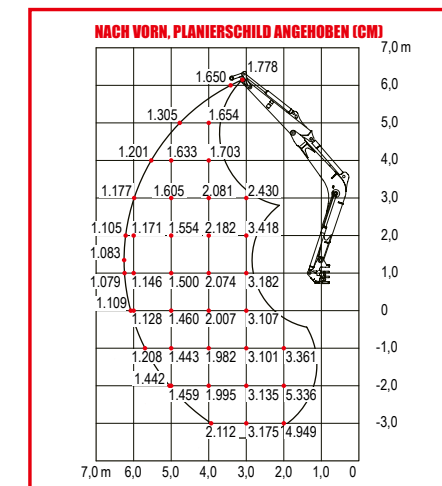 NACH VORN, PLANIERSCHILD ANGEHOBEN (CM)
7,0 m
1.650 1.778
6,0
1.305 1.654
5,0
1.201 1.633 1.703
4,0
1.177 1.605 2.081 2.430
3,0
1.105 1.171 1.554 2.182 3.418
2,0
1.083
1.079 1.146 1.500 2.074 3.182
1,0
1.109
0
1.128 1.460 2.007 3.107
-1,0
1.208 1.443 1.982 3.101 3.361
1.442
-2,0
1.459 1.995 3.135 5.336
-3,0
2.112 3.175 4.949
7,0 m 6,0 5,0 4,0 3,0 2,0 1,0 0